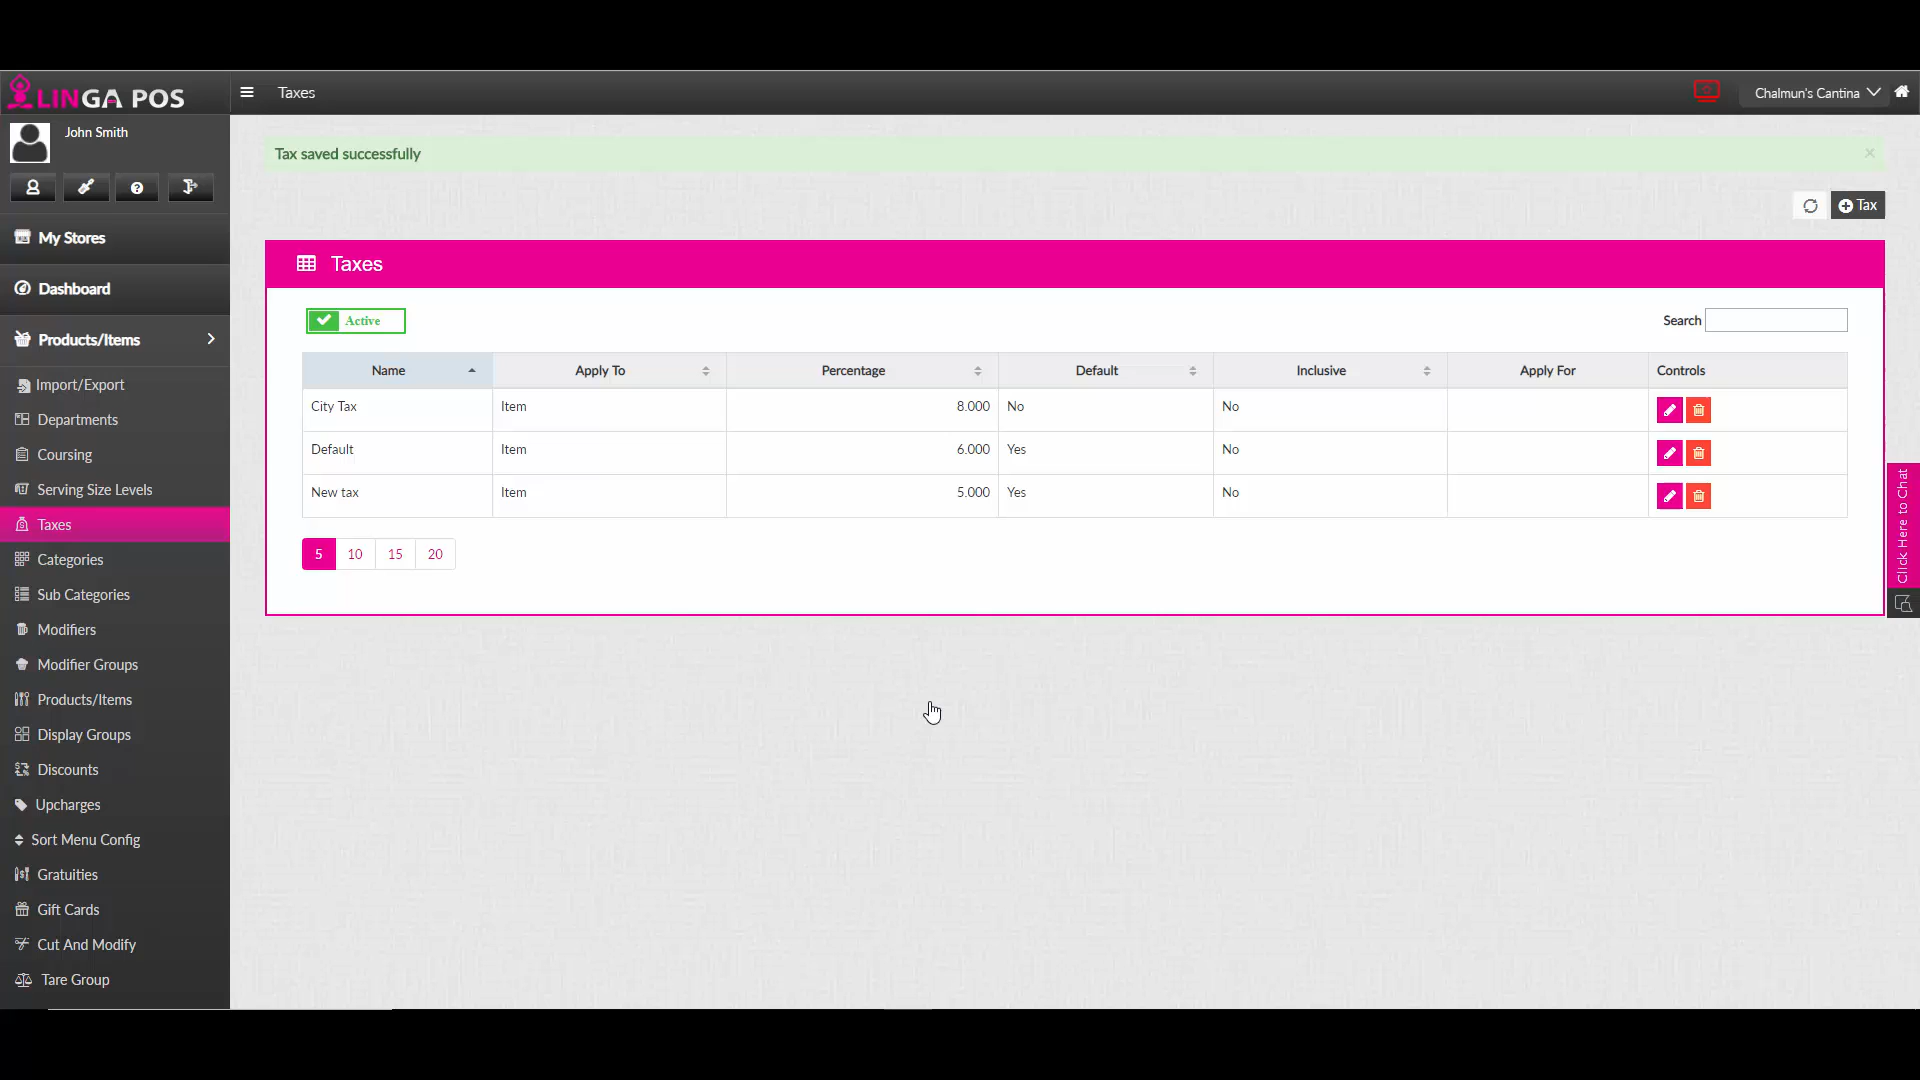 LINGA POS
Taxes
Chalmun's Cantina
John Smith
Tax saved successfully
×
Tax
My Stores
Dashboard
Products/Items
Import/Export
Departments
Coursing
Serving Size Levels
Taxes
Categories
Sub Categories
Modifiers
Modifier Groups
Products/Items
Display Groups
Discounts
Upcharges
Sort Menu Config
Gratuities
Gift Cards
Cut And Modify
Tare Group
Taxes
Active
Search
Name Apply To Percentage Default Inclusive Apply For Controls
City Tax Item 8.000 No No
Default Item 6.000 Yes No
New tax Item 5.000 Yes No
5 10 15 20
Click Here to Chat